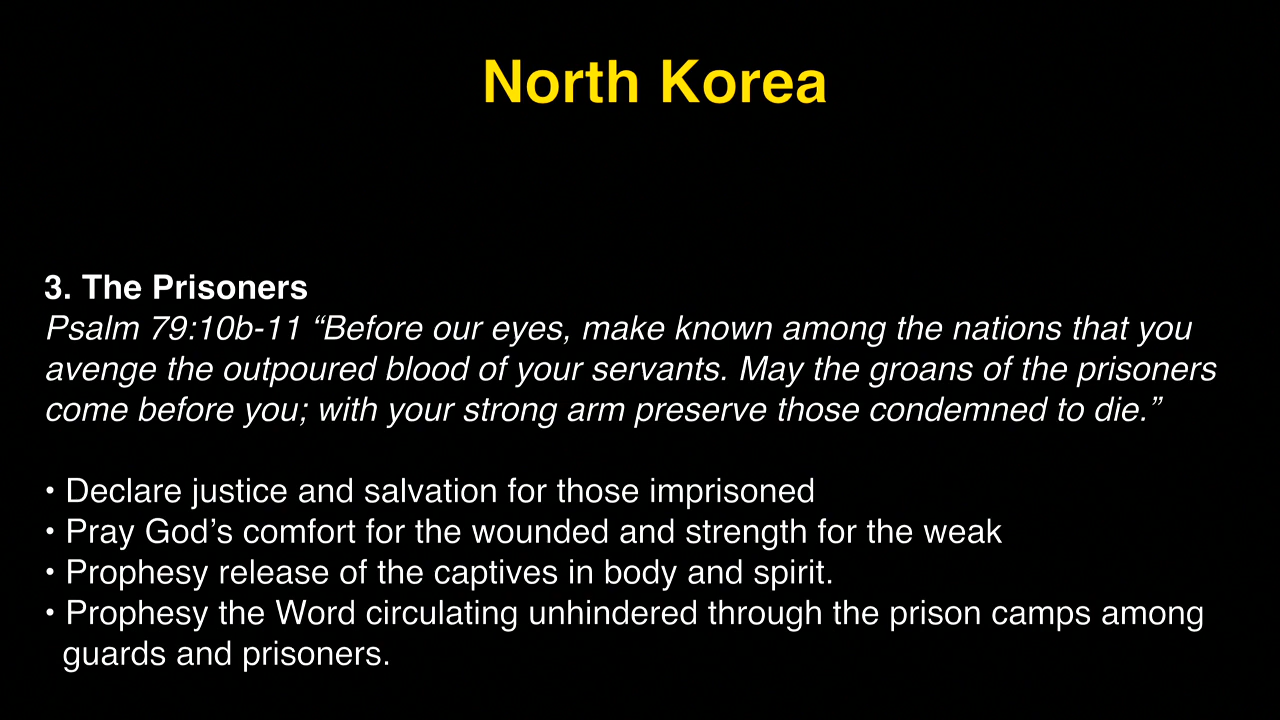 North Korea
3. The Prisoners
Psalm 79:10b-11 “Before our eyes, make known among the nations that you
avenge the outpoured blood of your servants. May the groans of the prisoners
come before you; with your strong arm preserve those condemned to die.”
• Declare justice and salvation for those imprisoned
• Pray God’s comfort for the wounded and strength for the weak
• Prophesy release of the captives in body and spirit.
• Prophesy the Word circulating unhindered through the prison camps among
guards and prisoners.